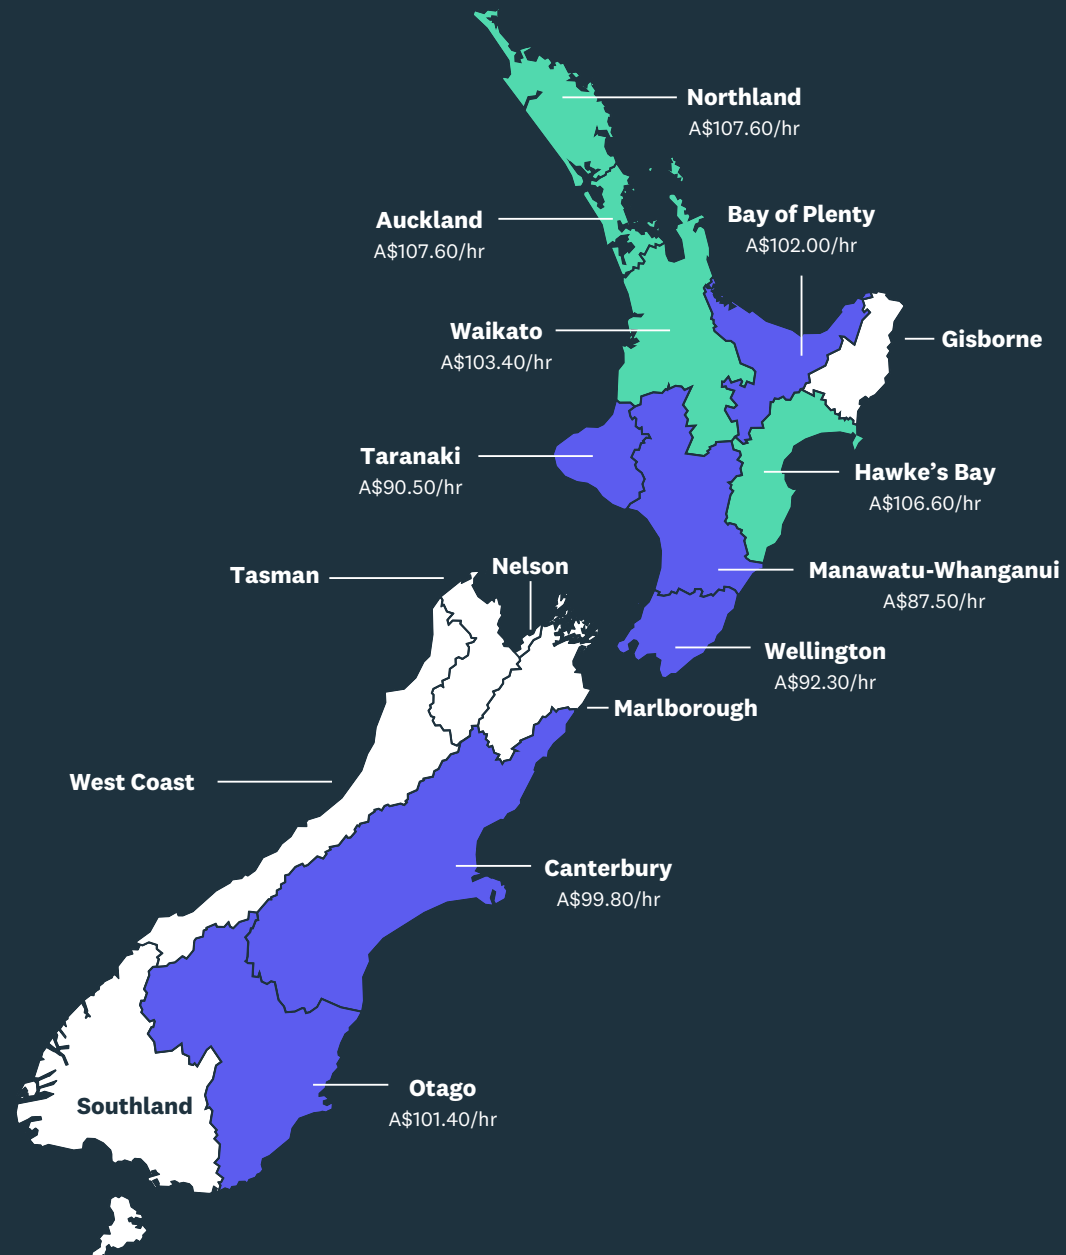 Northland
A$107.60/hr
Auckland
A$107.60/hr
Bay of Plenty
A$102.00/hr
Waikato
A$103.40/hr
Gisborne
Taranaki
A$90.50/hr
Hawke’s Bay
A$106.60/hr
Tasman
Nelson
Manawatu-Whanganui
A$87.50/hr
Wellington
A$92.30/hr
Marlborough
West Coast
Canterbury
A$99.80/hr
Otago
A$101.40/hr
Southland